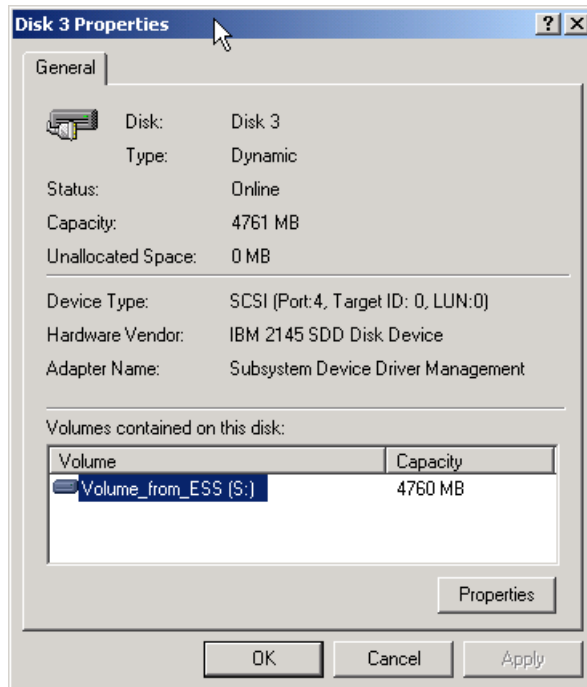 Disk 3 Properties
General
Disk: Disk 3
Type: Dynamic
Status: Online
Capacity: 4761 MB
Unallocated Space: 0 MB
Device Type: SCSI (Port:4, Target ID: 0, LUN:0)
Hardware Vendor: IBM 2145 SDD Disk Device
Adapter Name: Subsystem Device Driver Management
Volumes contained on this disk:
Volume Capacity
Volume_from_ESS (S:) 4760 MB
Properties
OK Cancel Apply